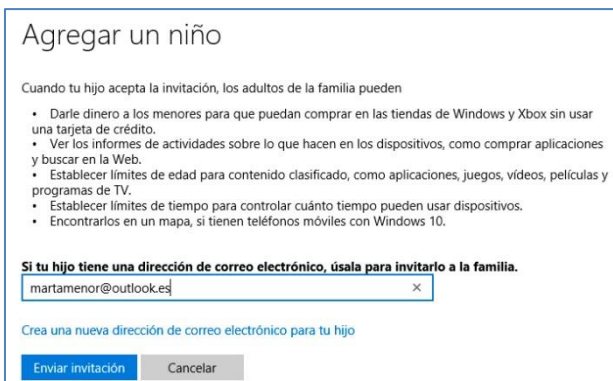 Agregar un niño
Cuando tu hijo acepta la invitación, los adultos de la familia pueden
• Darle dinero a los menores para que puedan comprar en las tiendas de Windows y Xbox sin usar
una tarjeta de crédito.
• Ver los informes de actividades sobre lo que hacen en los dispositivos, como comprar aplicaciones
y buscar en la Web.
• Establecer límites de edad para contenido clasificado, como aplicaciones, juegos, vídeos, películas y
programas de TV.
• Establecer límites de tiempo para controlar cuánto tiempo pueden usar dispositivos.
• Encontrarlos en un mapa, si tienen teléfonos móviles con Windows 10.
Si tu hijo tiene una dirección de correo electrónico, úsala para invitarlo a la familia.
martamenor@outlook.es
Crea una nueva dirección de correo electrónico para tu hijo
Enviar invitación Cancelar